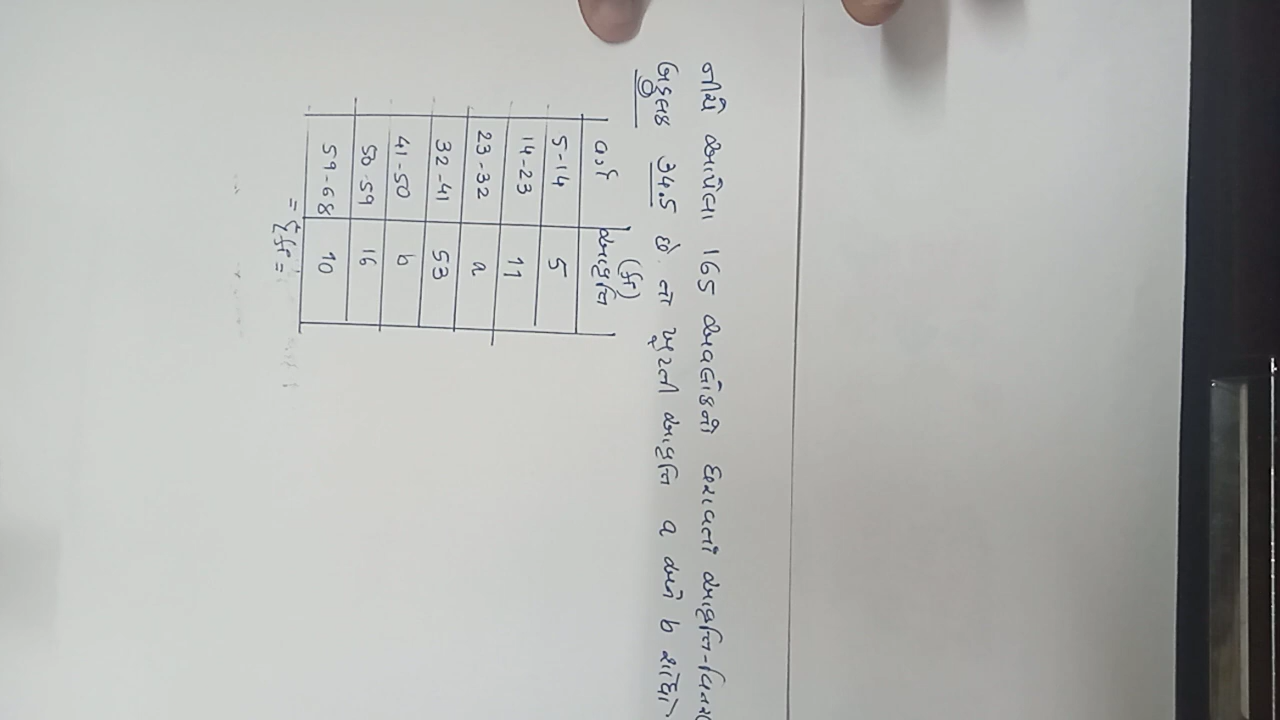 નીચે આપેલા 165 અવલોકનો ધરાવતા આવૃત્તિ-વિતરણ
બહુલક 34.5 છે તો ખૂટતી આવૃત્તિ a અને b શોધો
વર્ગ આવૃત્તિ (fi)
5-14 5
14-23 11
23-32 a
32-41 53
41-50 b
50-59 16
59-68 10
= Σfi =